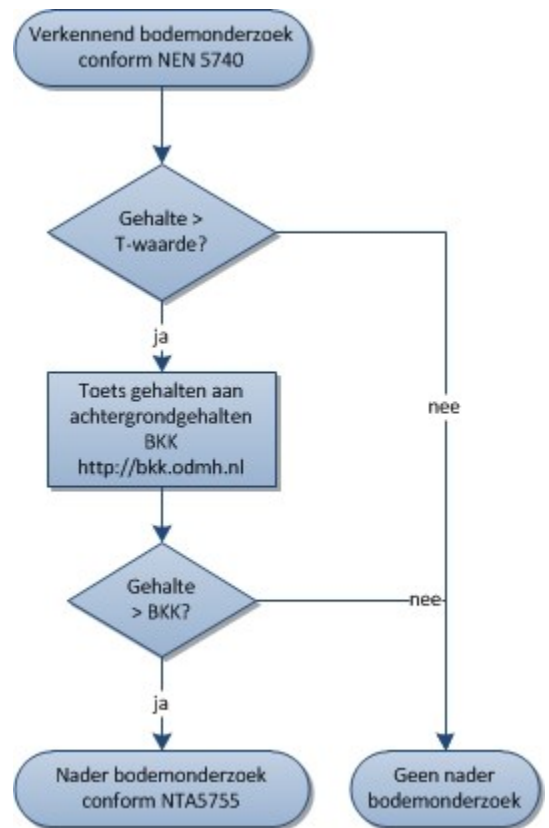 Verkennend bodemonderzoek
conform NEN 5740
Gehalte >
T-waarde?
ja
Toets gehalten aan
achtergrondgehalten
BKK
http://bkk.odmh.nl
nee
Gehalte
> BKK?
nee
ja
Nader bodemonderzoek
conform NTA5755
Geen nader
bodemonderzoek